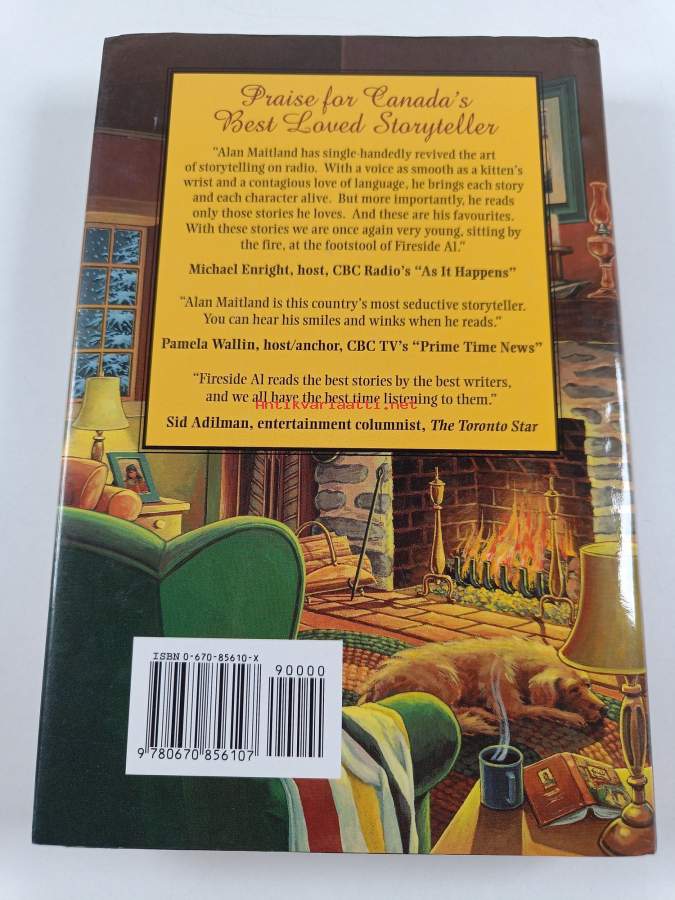 Praise for Canada's
Best Loved Storyteller
"Alan Maitland has single-handedly revived the art
of storytelling on radio. With a voice as smooth as a kitten's
wrist and a contagious love of language, he brings each story
and each character alive. But more importantly, he reads
only those stories he loves. And these are his favourites.
With these stories we are once again very young, sitting by
the fire, at the footstool of Fireside Al."
Michael Enright, host, CBC Radio's "As It Happens"
"Alan Maitland is this country's most seductive storyteller.
You can hear his smiles and winks when he reads."
Pamela Wallin, host/anchor, CBC TV's "Prime Time News"
"Fireside Al reads the best stories by the best writers,
and we all have the best time listening to them."
Antikvariaatti.net
Sid Adilman, entertainment columnist, The Toronto Star
ISBN 0-670-85610-X
90000
9 780670 856107